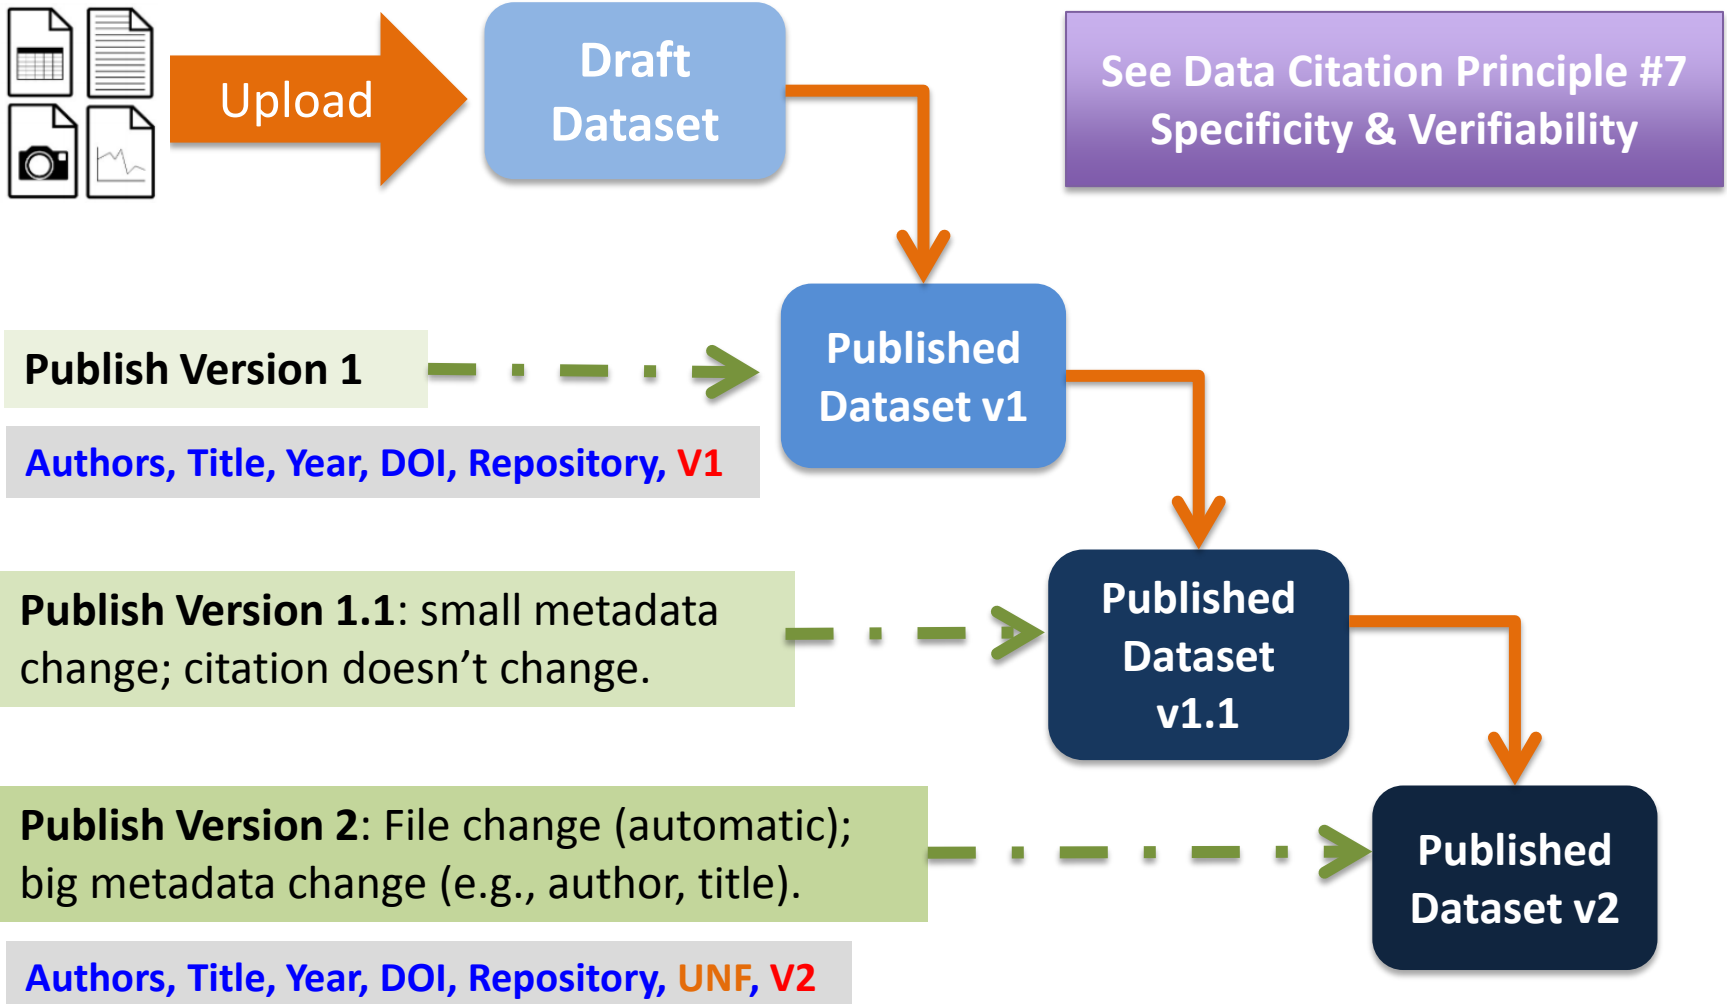 Upload
Draft
Dataset
See Data Citation Principle #7
Specificity & Verifiability
Publish Version 1
Published
Dataset v1
Authors, Title, Year, DOI, Repository, V1
Publish Version 1.1: small metadata
change; citation doesn’t change.
Published
Dataset
v1.1
Publish Version 2: File change (automatic);
big metadata change (e.g., author, title).
Published
Dataset v2
Authors, Title, Year, DOI, Repository, UNF, V2